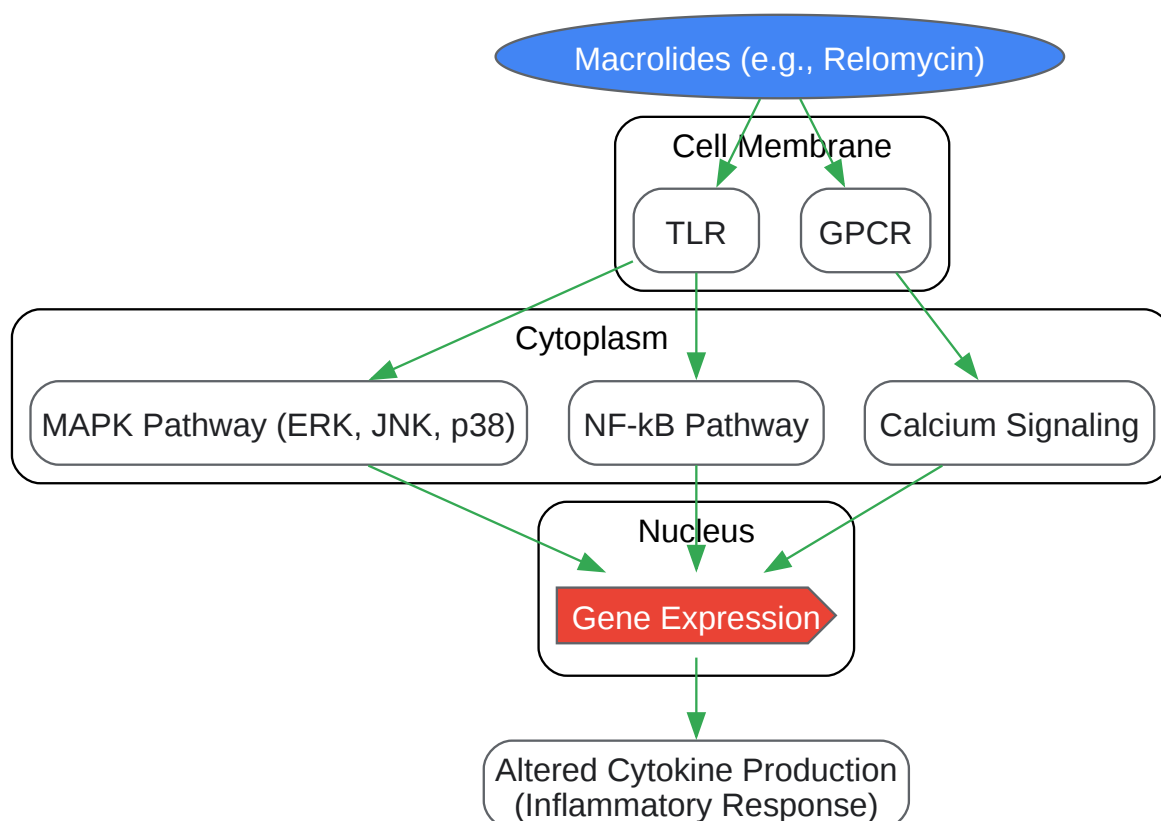 Macrolides (e.g., Relomycin)
Cell Membrane
TLR
GPCR
Cytoplasm
MAPK Pathway (ERK, JNK, p38)
NF-kB Pathway
Calcium Signaling
Nucleus
Gene Expression
Altered Cytokine Production
(Inflammatory Response)